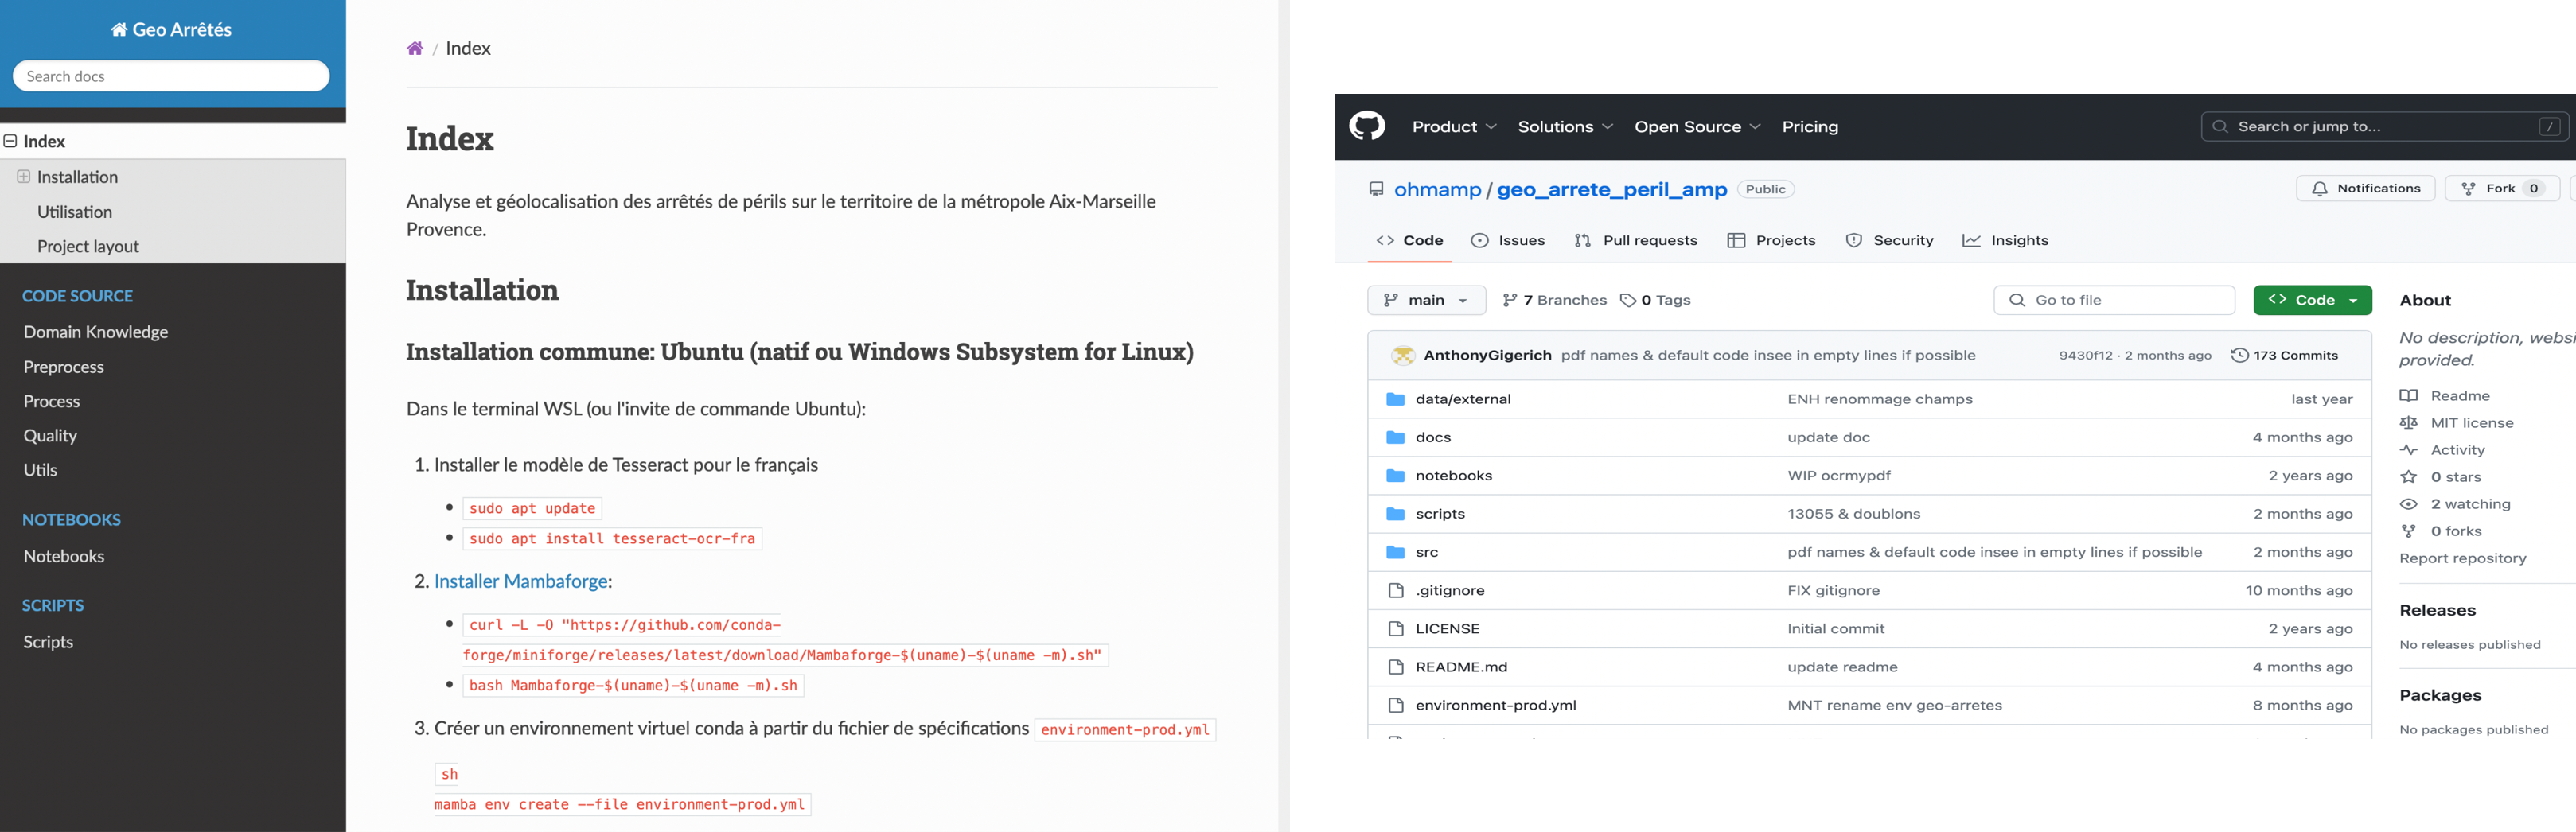 Geo Arrêtés
Search docs
Index
Installation
Utilisation
Project layout
CODE SOURCE
Domain Knowledge
Preprocess
Process
Quality
Utils
NOTEBOOKS
Notebooks
SCRIPTS
Scripts
/ Index
Index
Analyse et géolocalisation des arrêtés de périls sur le territoire de la métropole Aix-Marseille
Provence.
Installation
Installation commune: Ubuntu (natif ou Windows Subsystem for Linux)
Dans le terminal WSL (ou l'invite de commande Ubuntu):
1. Installer le modèle de Tesseract pour le français
• sudo apt update
• sudo apt install tesseract-ocr-fra
2. Installer Mambaforge:
• curl -L -O "https://github.com/conda-
forge/miniforge/releases/latest/download/Mambaforge-$(uname)-$(uname -m).sh"
• bash Mambaforge-$(uname)-$(uname -m).sh
3. Créer un environnement virtuel conda à partir du fichier de spécifications environment-prod.yml
sh
mamba env create --file environment-prod.yml
Product Solutions Open Source Pricing Search or jump to... /
ohmamp / geo_arrete_peril_amp Public Notifications Fork 0
Code Issues Pull requests Projects Security Insights
main 7 Branches 0 Tags Go to file Code
AnthonyGigerich pdf names & default code insee in empty lines if possible 9430f12 · 2 months ago 173 Commits
data/external ENH renommage champs last year
docs update doc 4 months ago
notebooks WIP ocrmypdf 2 years ago
scripts 13055 & doublons 2 months ago
src pdf names & default code insee in empty lines if possible 2 months ago
.gitignore FIX gitignore 10 months ago
LICENSE Initial commit 2 years ago
README.md update readme 4 months ago
environment-prod.yml MNT rename env geo-arretes 8 months ago
About
No description, websi
provided.
Readme
MIT license
Activity
0 stars
2 watching
0 forks
Report repository
Releases
No releases published
Packages
No packages published